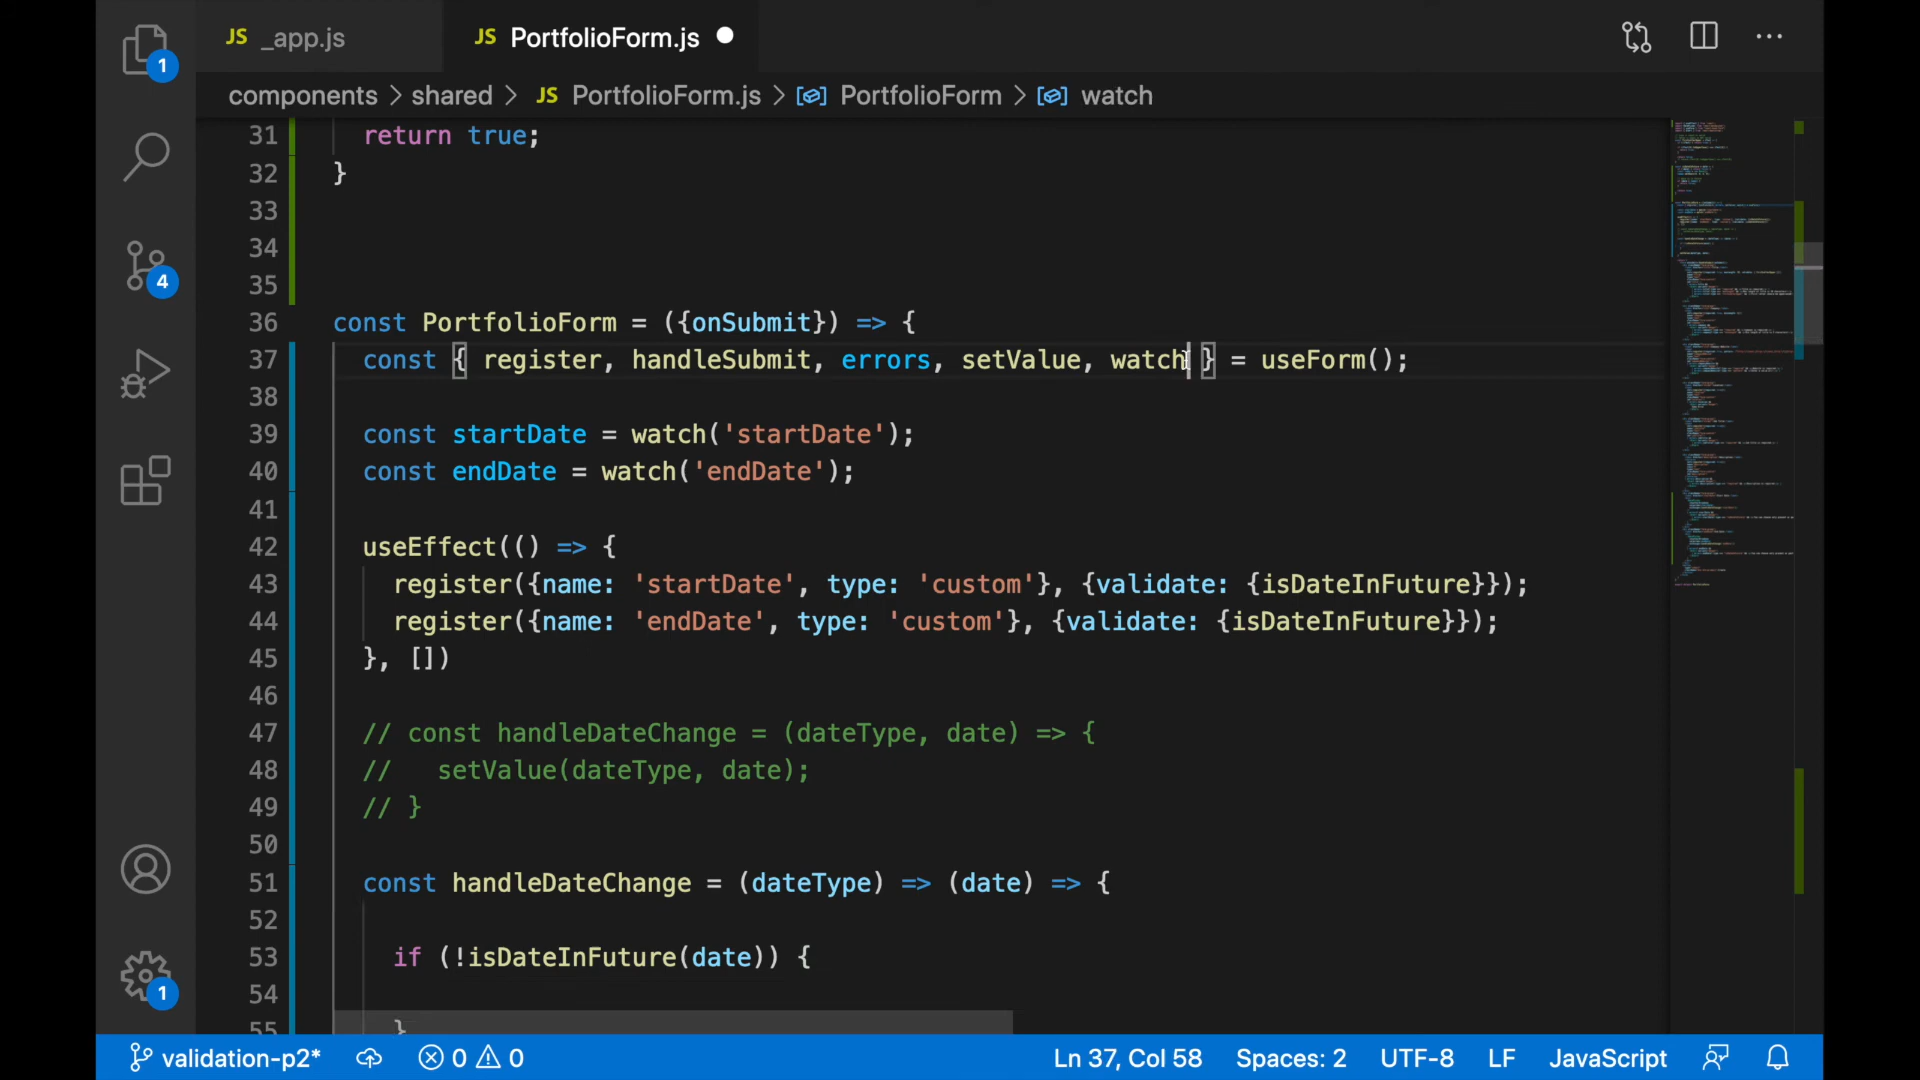 JS _app.js JS PortfolioForm.js
components > shared > JS PortfolioForm.js > PortfolioForm > watch
1
4
1
31 return true;
32 }
33
34
35
36 const PortfolioForm = ({onSubmit}) => {
37 const { register, handleSubmit, errors, setValue, watch } = useForm();
38
39 const startDate = watch('startDate');
40 const endDate = watch('endDate');
41
42 useEffect(() => {
43 register({name: 'startDate', type: 'custom'}, {validate: {isDateInFuture}});
44 register({name: 'endDate', type: 'custom'}, {validate: {isDateInFuture}});
45 }, [])
46
47 // const handleDateChange = (dateType, date) => {
48 // setValue(dateType, date);
49 // }
50
51 const handleDateChange = (dateType) => (date) => {
52
53 if (!isDateInFuture(date)) {
54
55 }
validation-p2* 0 0 Ln 37, Col 58 Spaces: 2 UTF-8 LF JavaScript